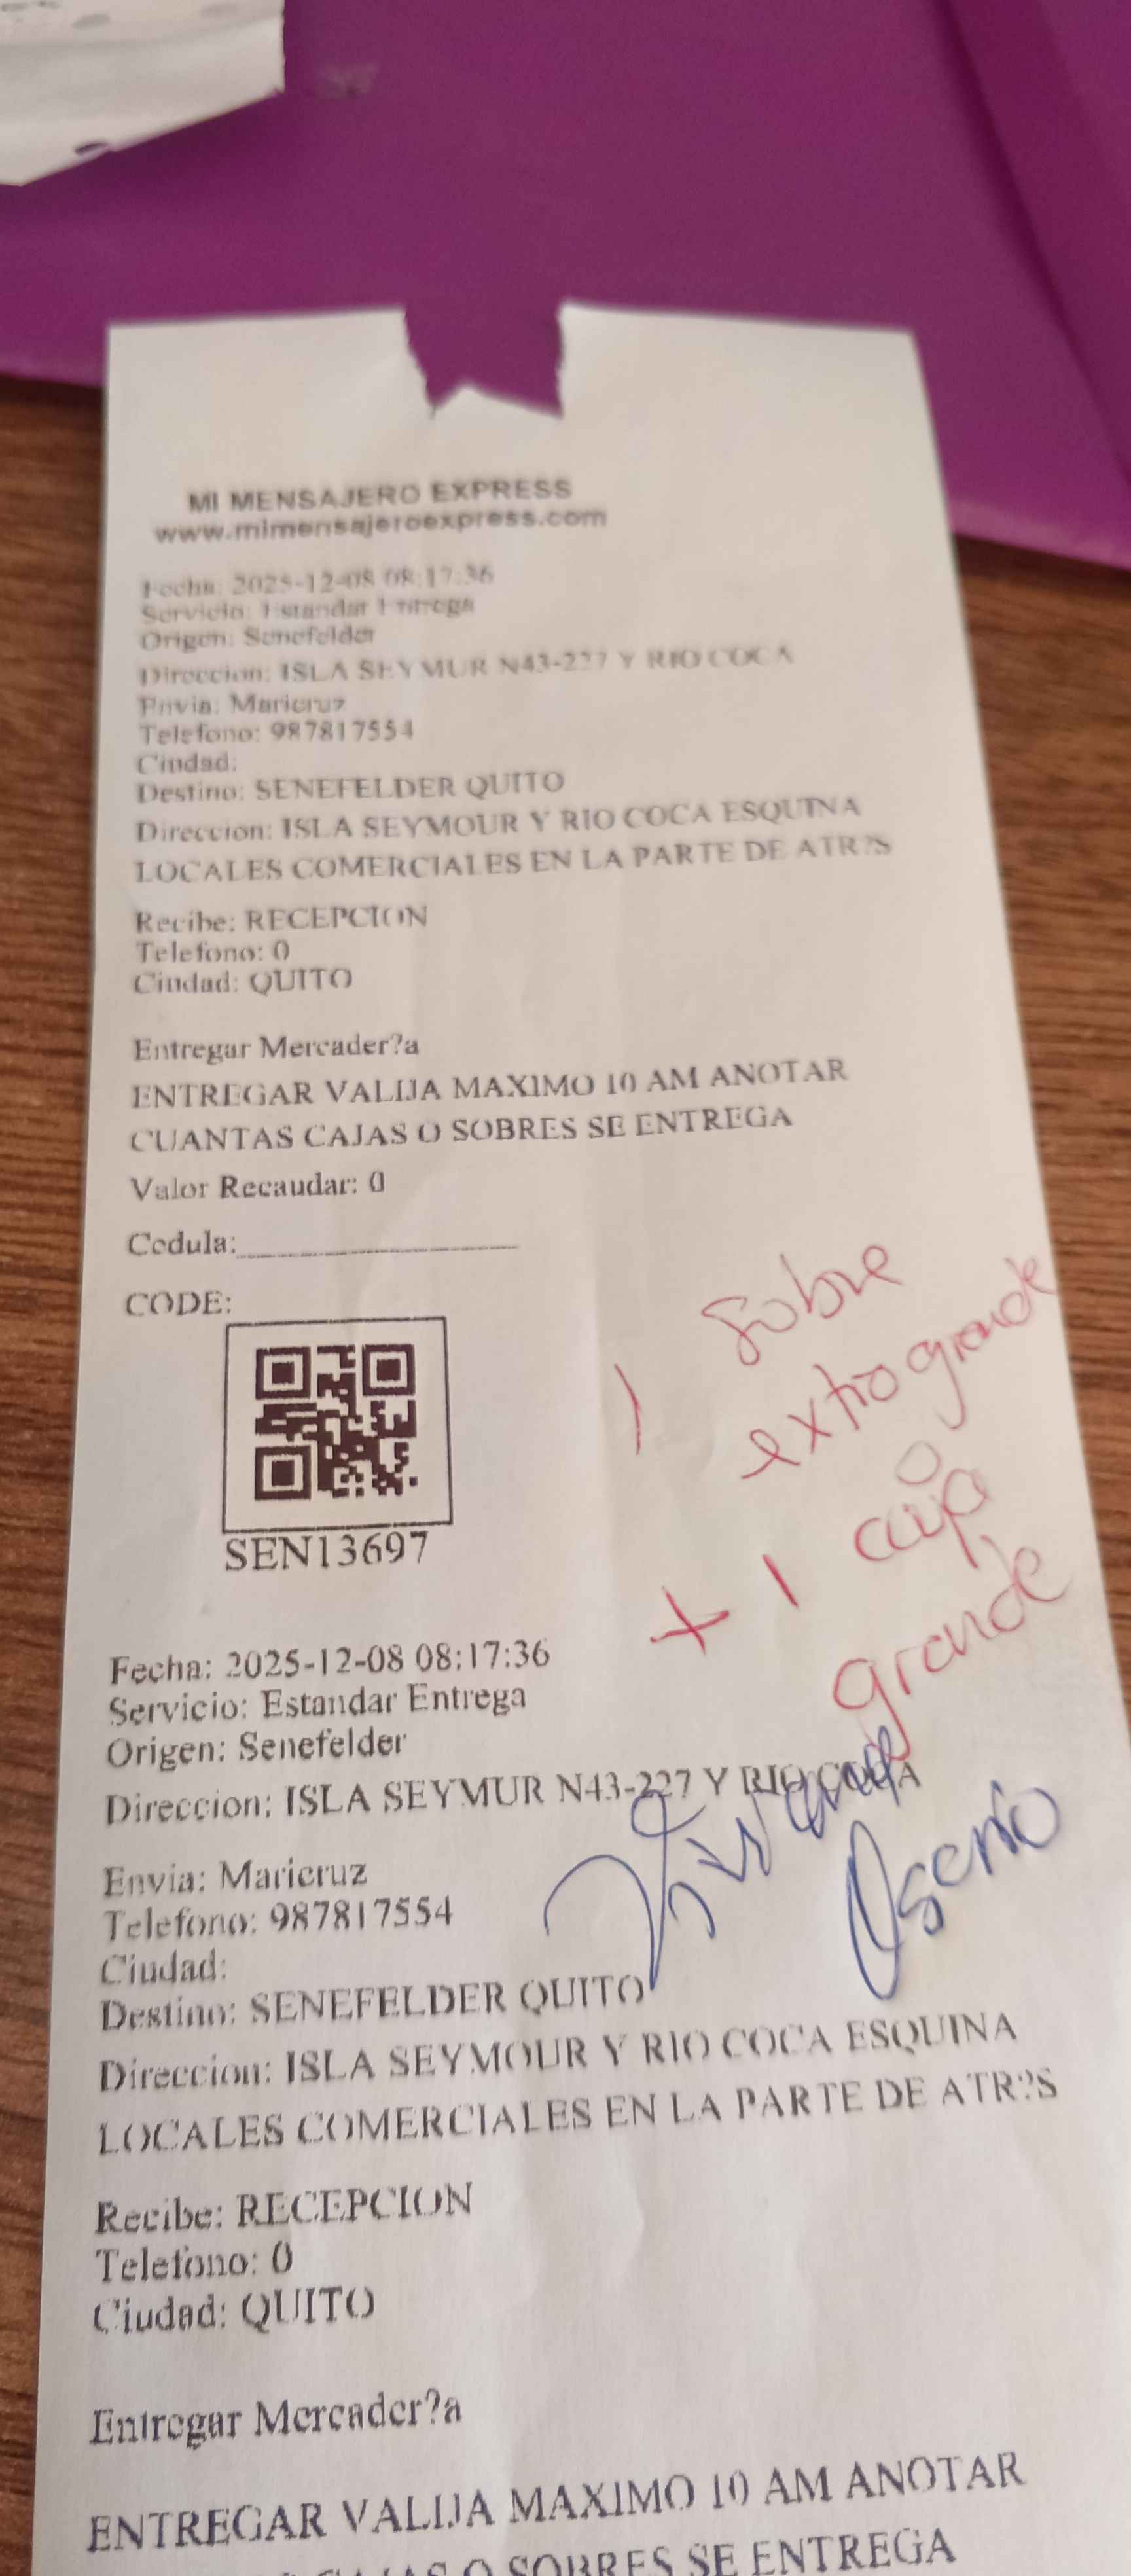 MI MENSAJERO EXPRESS
www.mimensajeroexpress.com
Fecha: 2025-12-08 08:17:36
Servicio: Estandar Entrega
Origen: Senefelder
Direccion: ISLA SEYMUR N43-227 Y RIO COCA
Envia: Maricruz
Telefono: 987817554
Ciudad:
Destino: SENEFELDER QUITO
Direccion: ISLA SEYMOUR Y RIO COCA ESQUINA
LOCALES COMERCIALES EN LA PARTE DE ATR?S
Recibe: RECEPCION
Telefono: 0
Ciudad: QUITO
Entregar Mercader?a
ENTREGAR VALIJA MAXIMO 10 AM ANOTAR
CUANTAS CAJAS O SOBRES SE ENTREGA
Valor Recaudar: 0
Cedula:
CODE:
1 sobre
extra grande
+ 1 caja
grande
SEN13697
Fecha: 2025-12-08 08:17:36
Servicio: Estandar Entrega
Origen: Senefelder
Direccion: ISLA SEYMUR N43-227 Y RIO COCA
Osorio
Envia: Maricruz
Telefono: 987817554
Ciudad:
Destino: SENEFELDER QUITO
Direccion: ISLA SEYMOUR Y RIO COCA ESQUINA
LOCALES COMERCIALES EN LA PARTE DE ATR?S
Recibe: RECEPCION
Telefono: 0
Ciudad: QUITO
Entregar Mercader?a
ENTREGAR VALIJA MAXIMO 10 AM ANOTAR
CAJAS O SOBRES SE ENTREGA